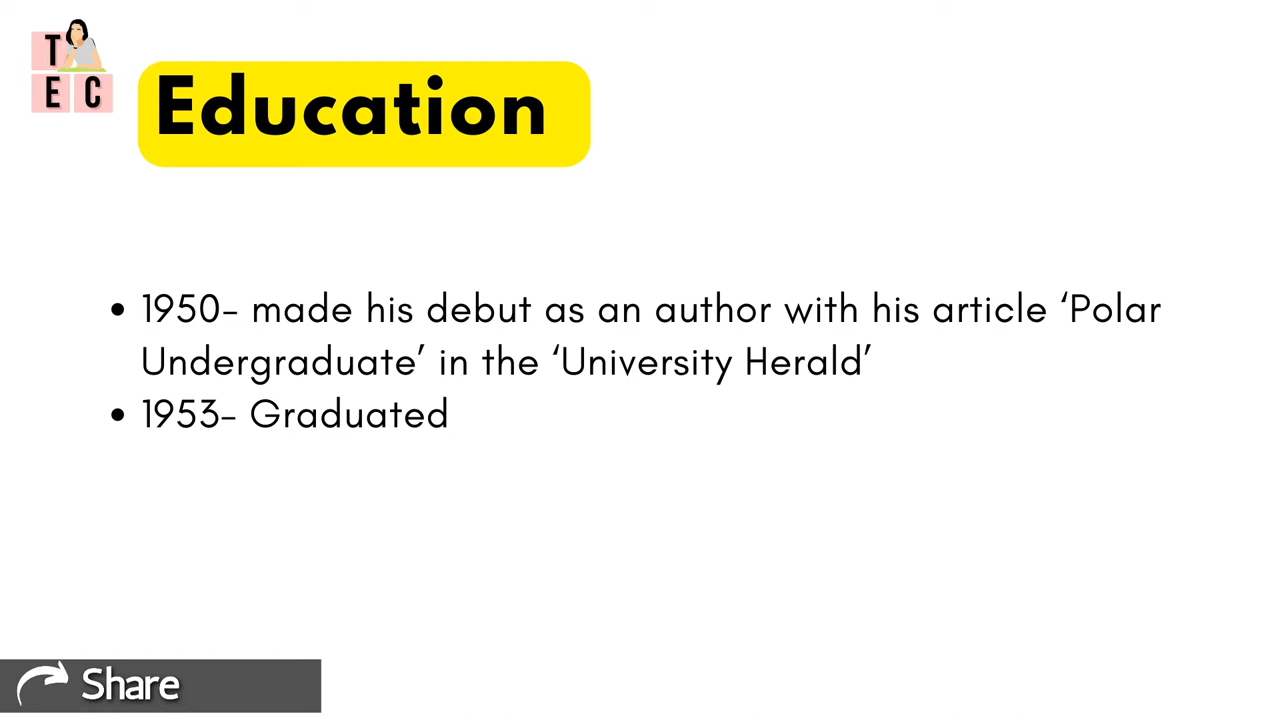 T
E C
Education
• 1950- made his debut as an author with his article ‘Polar
Undergraduate’ in the ‘University Herald’
• 1953- Graduated
Share